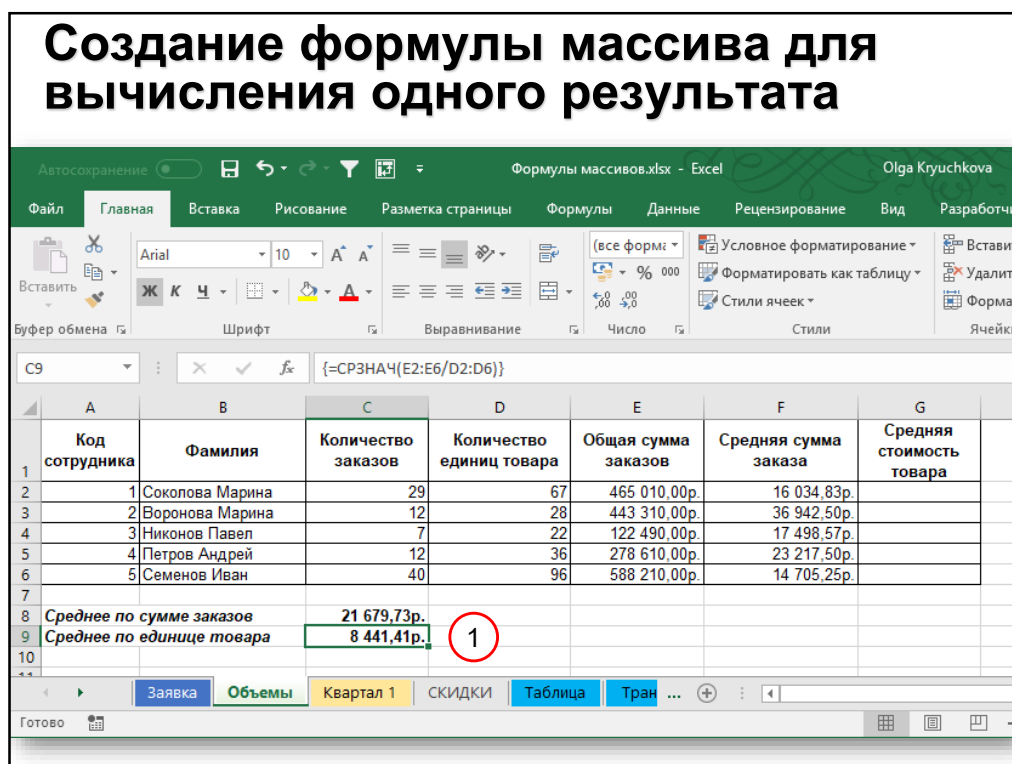 Создание формулы массива для
вычисления одного результата
Автосохранение
Формулы массивов.xlsx - Excel
Olga Kryuchkova
Файл Главная Вставка Рисование Разметка страницы Формулы Данные Рецензирование Вид Разработчи
Вставить
Arial 10
Ж К Ч
(все форма
% 000
Условное форматирование
Форматировать как таблицу
Стили ячеек
Встави
Удалит
Форма
Буфер обмена Шрифт Выравнивание Число Стили Ячейк
C9 fx {=СРЗНАЧ(E2:E6/D2:D6)}
A B C D E F G
1 Код сотрудника Фамилия Количество заказов Количество единиц товара Общая сумма заказов Средняя сумма заказа Средняя стоимость товара
2 1 Соколова Марина 29 67 465 010,00р. 16 034,83р.
3 2 Воронова Марина 12 28 443 310,00р. 36 942,50р.
4 3 Никонов Павел 7 22 122 490,00р. 17 498,57р.
5 4 Петров Андрей 12 36 278 610,00р. 23 217,50р.
6 5 Семенов Иван 40 96 588 210,00р. 14 705,25р.
7
8 Среднее по сумме заказов 21 679,73р.
9 Среднее по единице товара 8 441,41р. 1
10
Заявка Объемы Квартал 1 СКИДКИ Таблица Тран ...
Готово